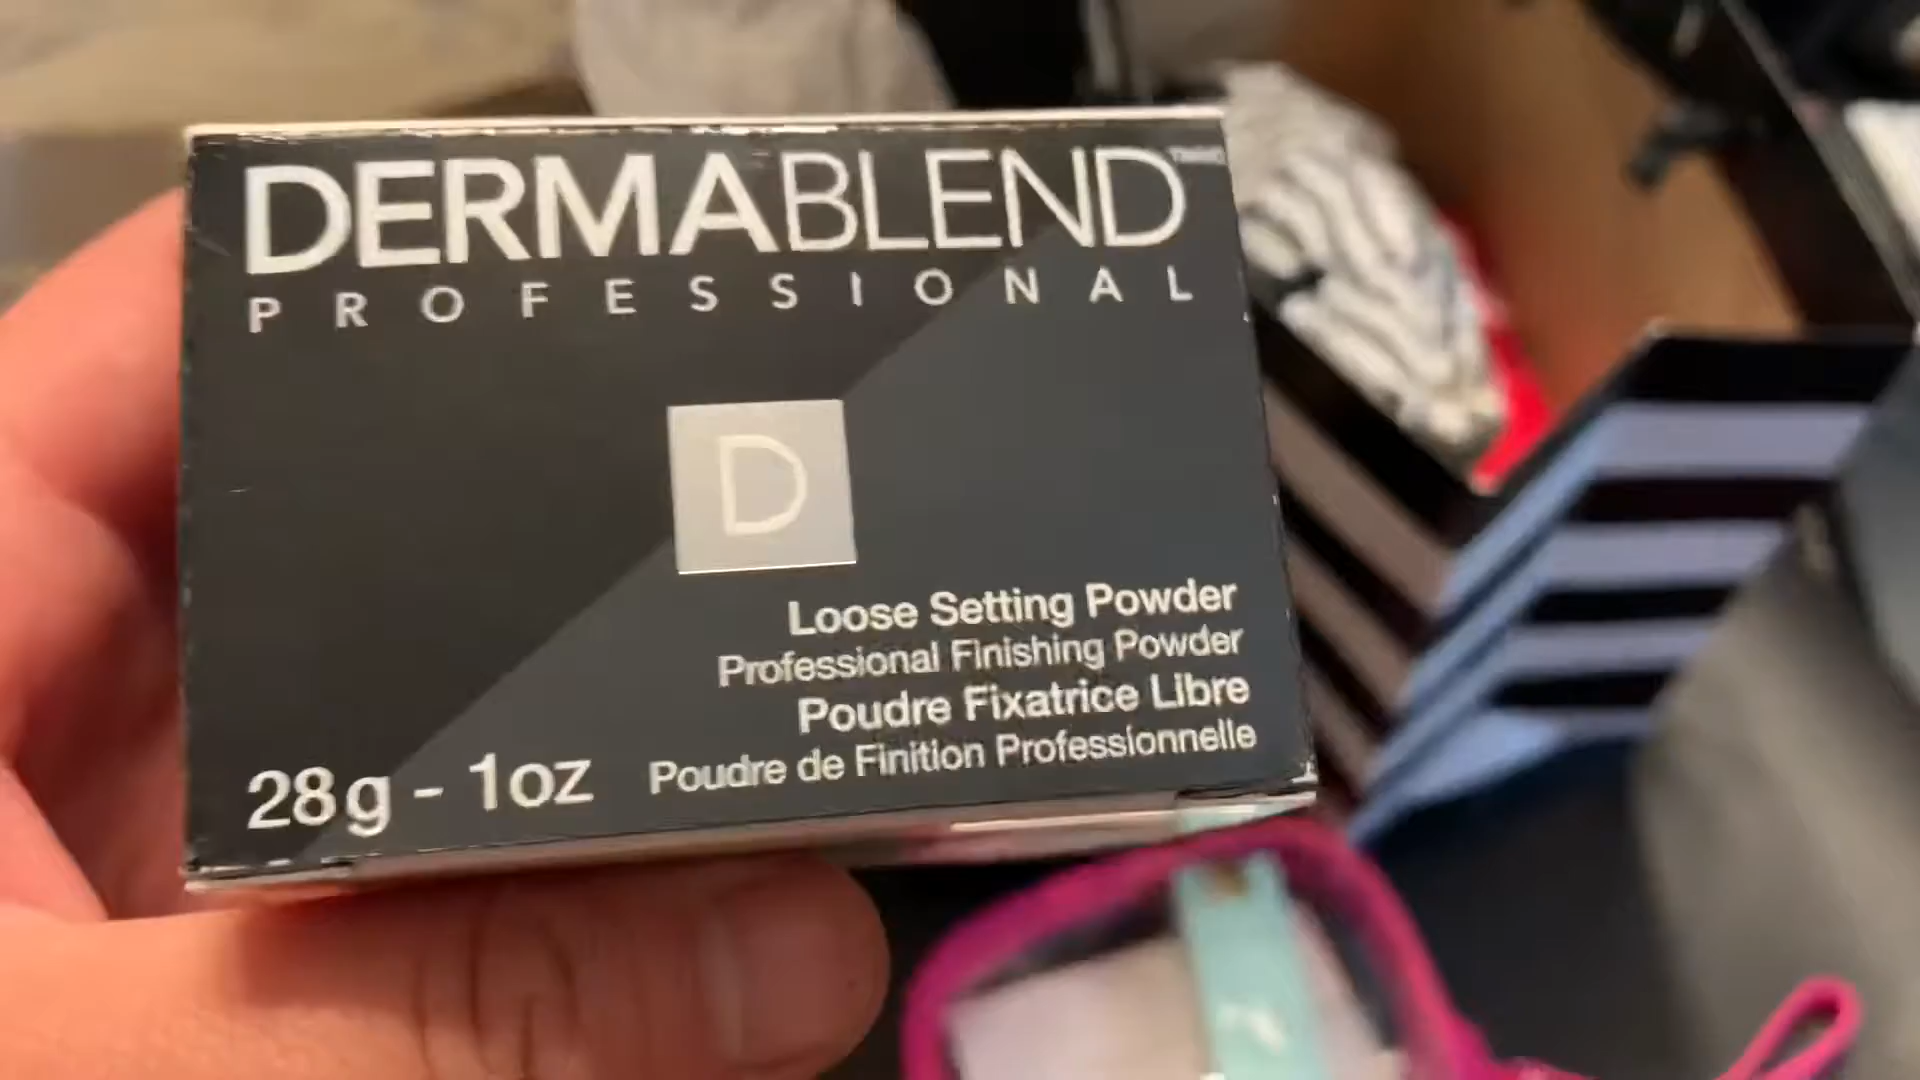 DERMABLEND
PROFESSIONAL
D
Loose Setting Powder
Professional Finishing Powder
Poudre Fixatrice Libre
Poudre de Finition Professionnelle
28g - 1oz